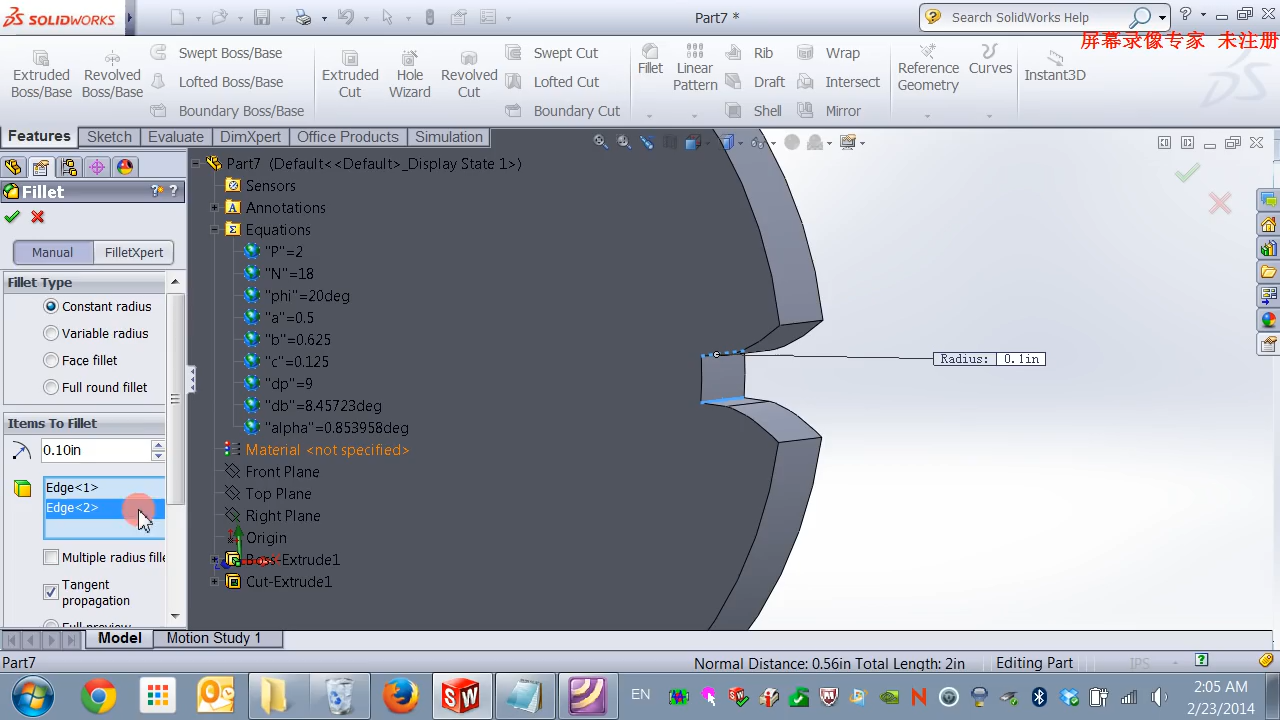 SOLIDWORKS
Part7 *
Search SolidWorks Help
屏幕录像专家 未注册
Extruded Boss/Base
Revolved Boss/Base
Swept Boss/Base
Lofted Boss/Base
Boundary Boss/Base
Extruded Cut
Hole Wizard
Revolved Cut
Swept Cut
Lofted Cut
Boundary Cut
Fillet
Linear Pattern
Rib
Draft
Shell
Wrap
Intersect
Mirror
Reference Geometry
Curves
Instant3D
Features
Sketch
Evaluate
DimXpert
Office Products
Simulation
Fillet
Manual
FilletXpert
Fillet Type
Constant radius
Variable radius
Face fillet
Full round fillet
Items To Fillet
0.10in
Edge<1>
Edge<2>
Multiple radius fille
Tangent
propagation
Full preview
Part7 (Default<<Default>_Display State 1>)
Sensors
Annotations
Equations
"P"=2
"N"=18
"phi"=20deg
"a"=0.5
"b"=0.625
"c"=0.125
"dp"=9
"db"=8.45723deg
"alpha"=0.853958deg
Material <not specified>
Front Plane
Top Plane
Right Plane
Origin
Boss-Extrude1
Cut-Extrude1
Radius: 0.1in
Model
Motion Study 1
Part7
Normal Distance: 0.56in Total Length: 2in
Editing Part
IPS
EN
2:05 AM
2/23/2014